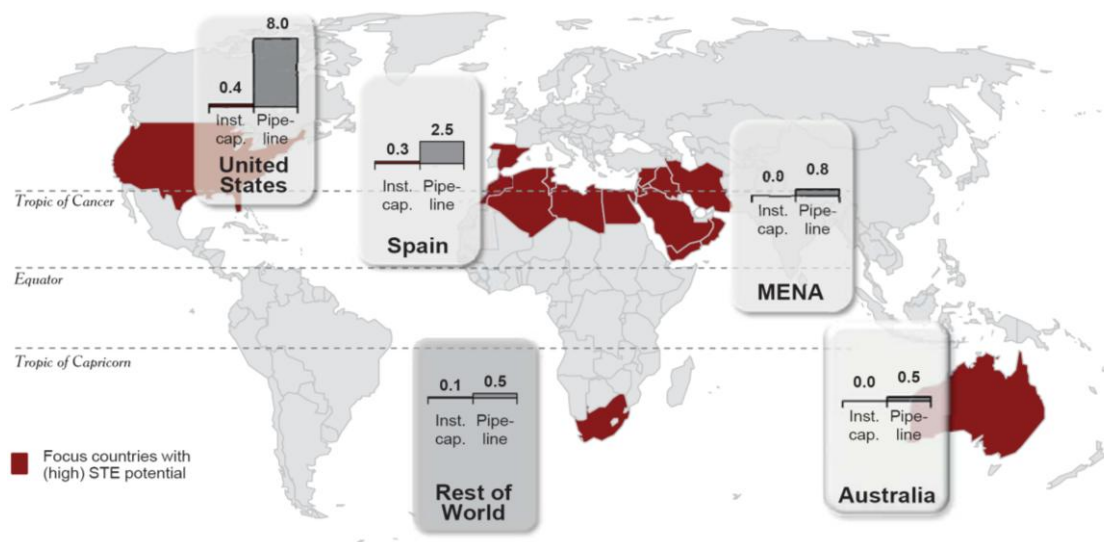 8.0
0.4
Inst. Pipe-
cap. line
United
States
2.5
0.3
Inst. Pipe-
cap. line
Spain
0.0 0.8
Inst. Pipe-
cap. line
MENA
Tropic of Cancer
Equator
Tropic of Capricorn
0.1 0.5
Inst. Pipe-
cap. line
Rest of
World
0.0 0.5
Inst. Pipe-
cap. line
Australia
Focus countries with
(high) STE potential